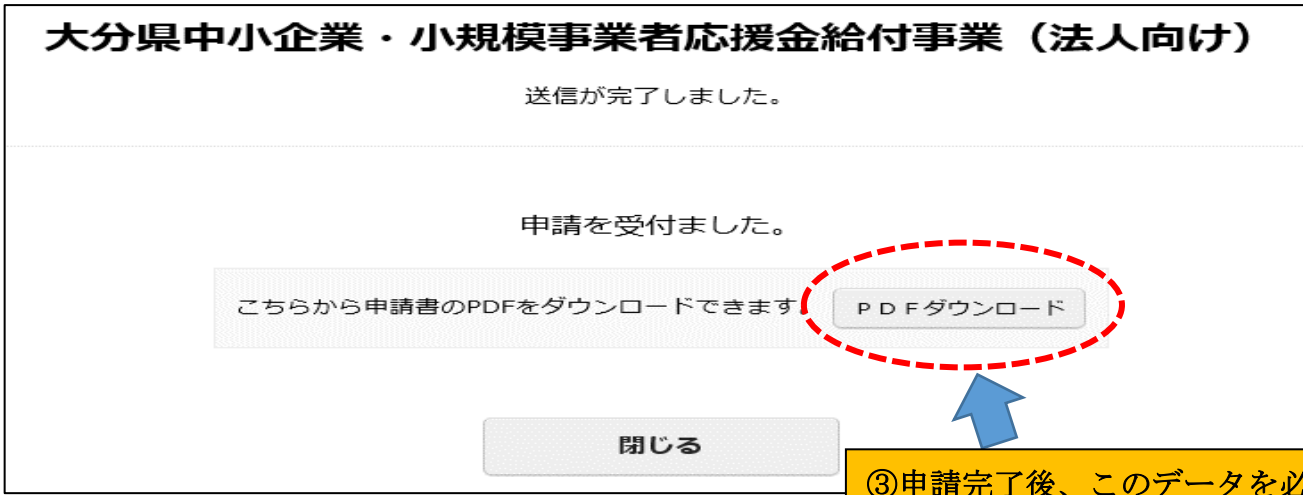 大分県中小企業・小規模事業者応援金給付事業（法人向け）
送信が完了しました。
申請を受付ました。
こちらから申請書のPDFをダウンロードできます。 ＰＤＦダウンロード
閉じる
③申請完了後、このデータを必